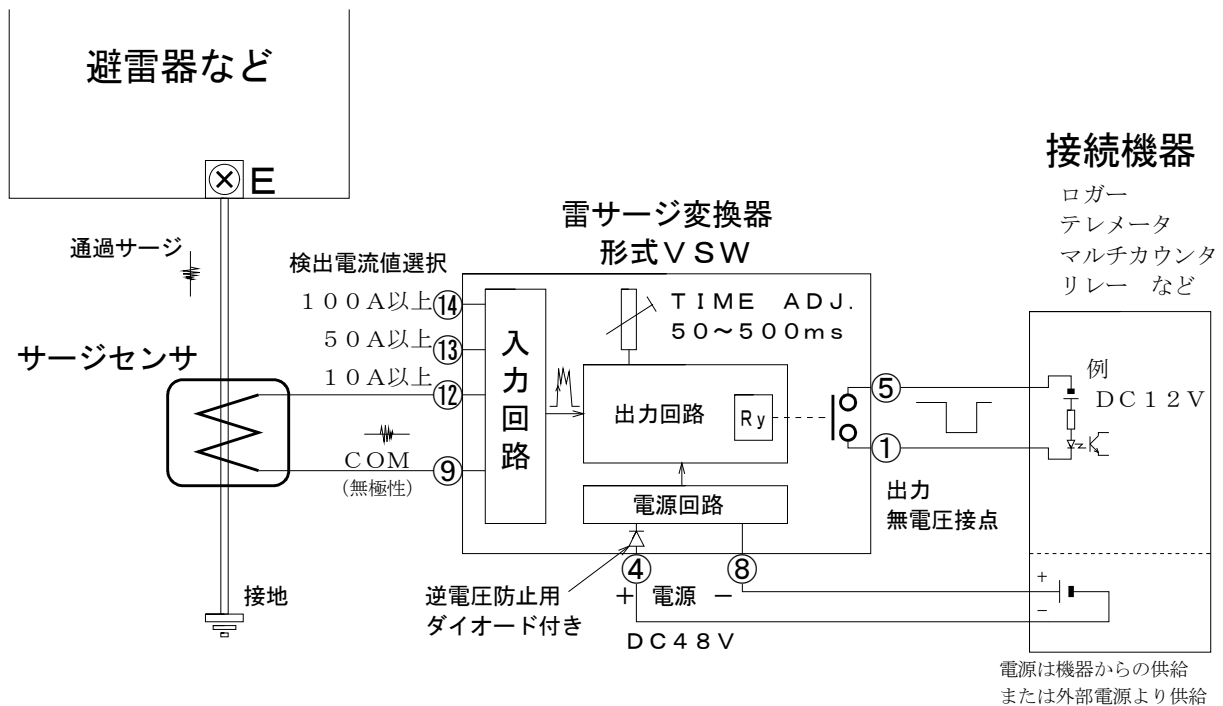 避雷器など
E
通過サージ
サージセンサ
接地
検出電流値選択
１００A以上⑭
５０A以上⑬
１０A以上⑫
COM
(無極性)
⑨
雷サージ変換器
形式ＶＳＷ
入力回路
ＴＩＭＥ　ＡＤＪ．
５０～５００ｍｓ
出力回路
Ｒｙ
電源回路
④
⑧
＋ 電源 －
ＤＣ４８Ｖ
逆電圧防止用
ダイオード付き
⑤
①
出力
無電圧接点
接続機器
ロガー
テレメータ
マルチカウンタ
リレー　など
例
ＤＣ１２Ｖ
+
−
電源は機器からの供給
または外部電源より供給